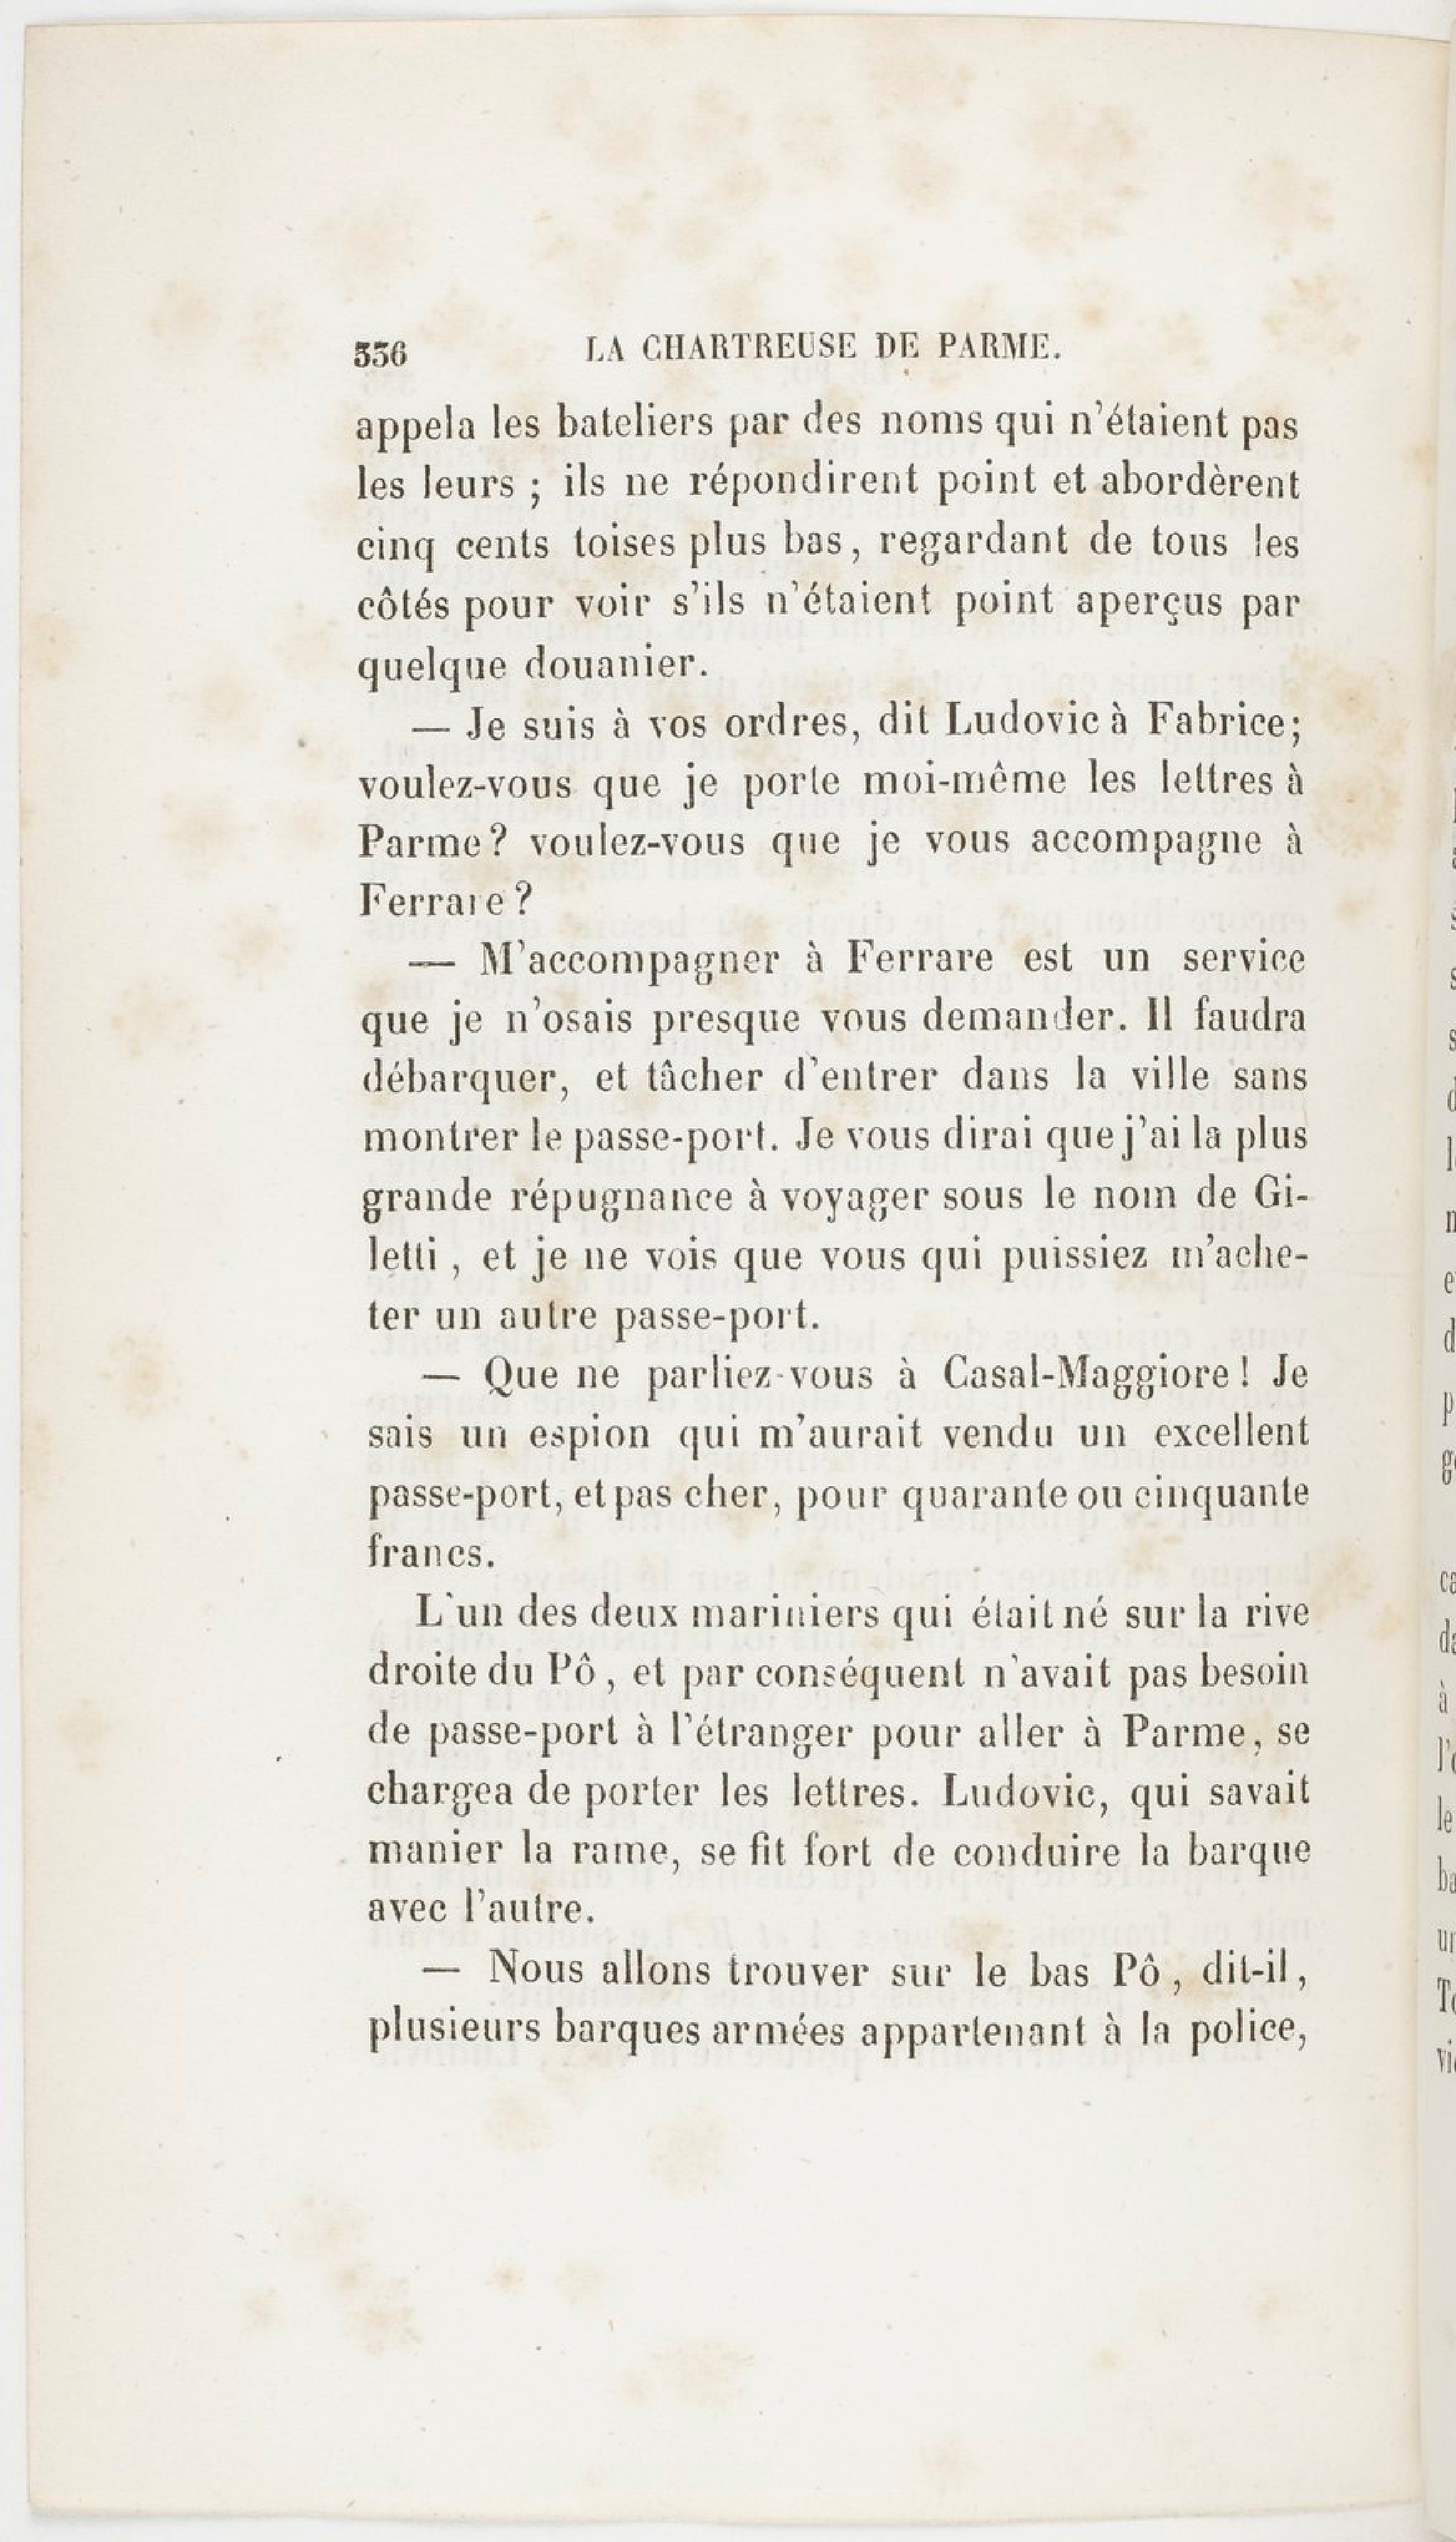 336 LA CHARTREUSE DE PARME.
appela les bateliers par des noms qui n'étaient pas
les leurs ; ils ne répondirent point et abordèrent
cinq cents toises plus bas, regardant de tous les
côtés pour voir s'ils n'étaient point aperçus par
quelque douanier.
— Je suis à vos ordres, dit Ludovic à Fabrice;
voulez-vous que je porte moi-même les lettres à
Parme? voulez-vous que je vous accompagne à
Ferrare?
— M'accompagner à Ferrare est un service
que je n'osais presque vous demander. Il faudra
débarquer, et tâcher d'entrer dans la ville sans
montrer le passe-port. Je vous dirai que j'ai la plus
grande répugnance à voyager sous le nom de Gi-
letti, et je ne vois que vous qui puissiez m'ache-
ter un autre passe-port.
— Que ne parliez-vous à Casal-Maggiore! Je
sais un espion qui m'aurait vendu un excellent
passe-port, et pas cher, pour quarante ou cinquante
francs.
L'un des deux mariniers qui était né sur la rive
droite du Pô, et par conséquent n'avait pas besoin
de passe-port à l'étranger pour aller à Parme, se
chargea de porter les lettres. Ludovic, qui savait
manier la rame, se fit fort de conduire la barque
avec l'autre.
— Nous allons trouver sur le bas Pô, dit-il,
plusieurs barques armées appartenant à la police,